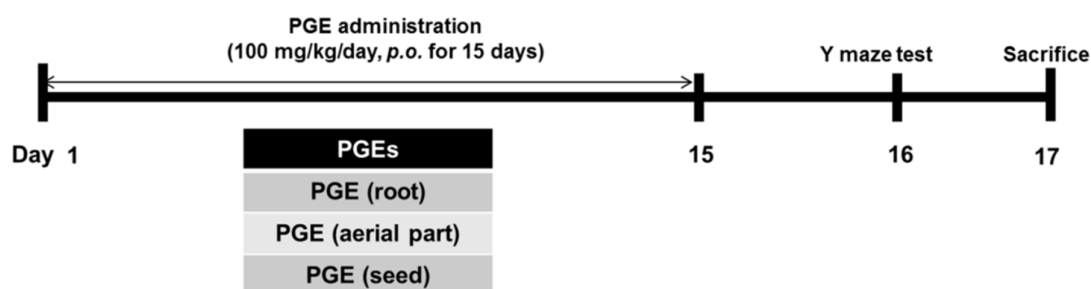 PGE administration
(100 mg/kg/day, p.o. for 15 days)
Y maze test
Sacrifice
Day 1
15
16
17
PGEs
PGE (root)
PGE (aerial part)
PGE (seed)